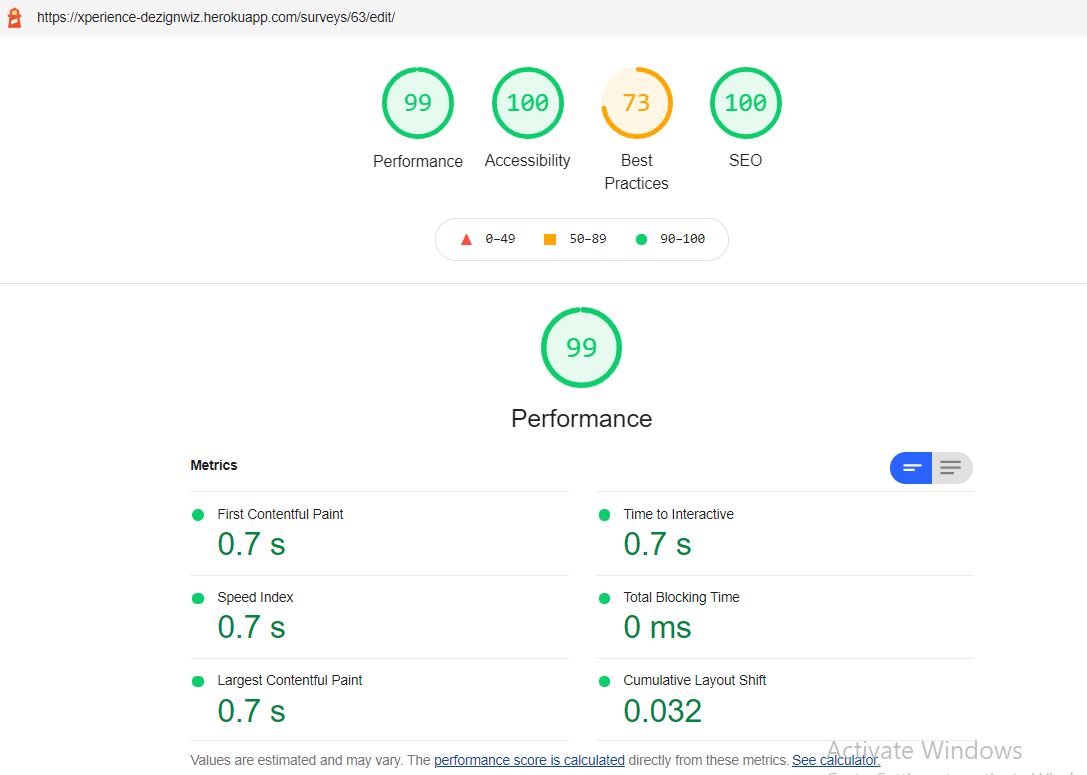 https://xperience-dezignwiz.herokuapp.com/surveys/63/edit/
99 100 73 100
Performance Accessibility Best Practices SEO
0–49 50–89 90–100
99
Performance
Metrics
First Contentful Paint
0.7 s
Time to Interactive
0.7 s
Speed Index
0.7 s
Total Blocking Time
0 ms
Largest Contentful Paint
0.7 s
Cumulative Layout Shift
0.032
Values are estimated and may vary. The performance score is calculated directly from these metrics. See calculator.
Activate Windows